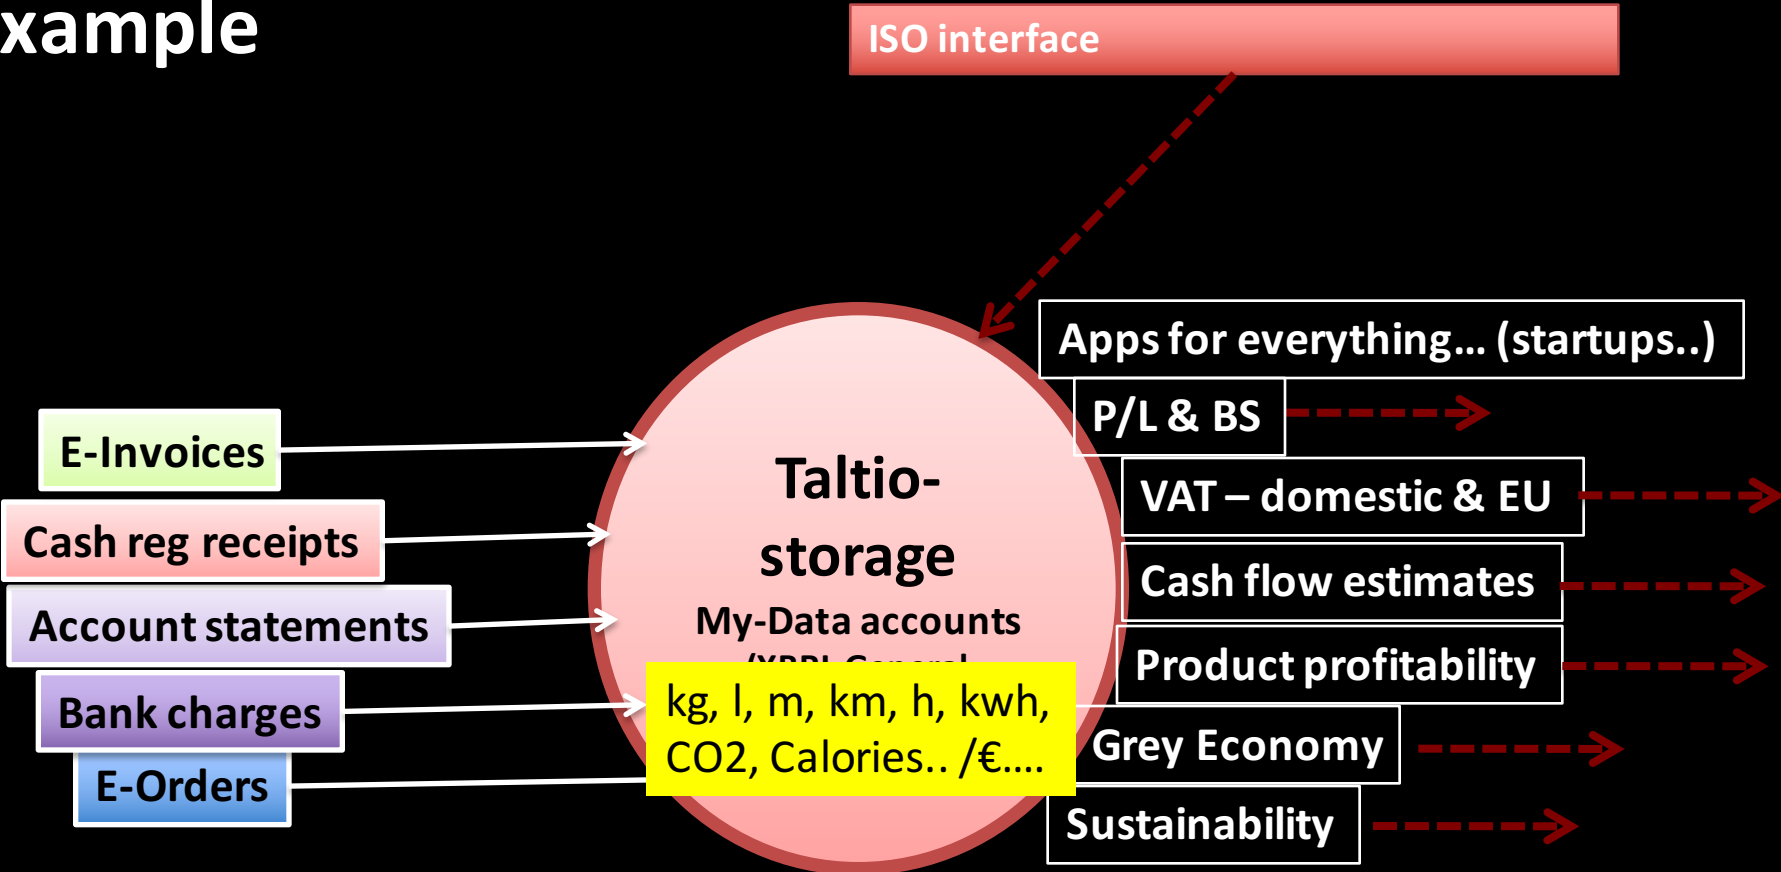 xample
ISO interface
Apps for everything... (startups..)
P/L & BS
E-Invoices
Taltio-
storage
VAT – domestic & EU
Cash reg receipts
Cash flow estimates
Account statements
My-Data accounts
Product profitability
Bank charges
kg, l, m, km, h, kwh,
CO2, Calories.. /€....
Grey Economy
E-Orders
Sustainability